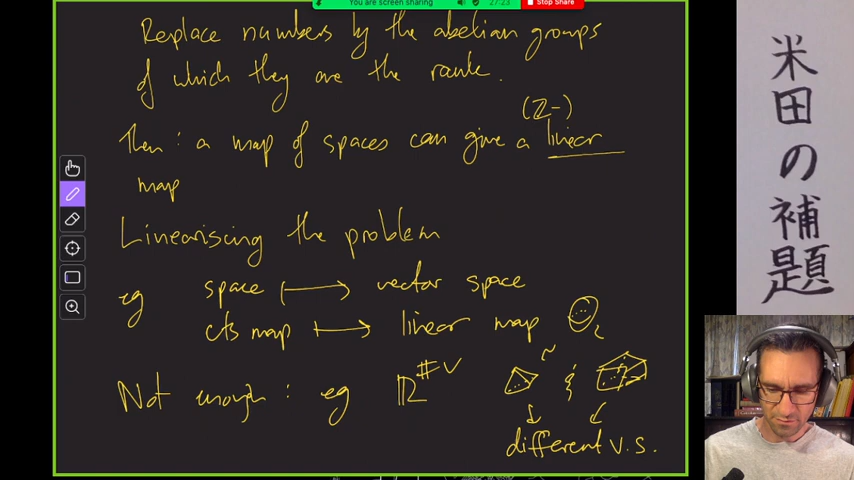 You are screen sharing 27:23 Stop Share
Replace numbers by the abelian groups
of which they are the rank.
(ℤ-)
Then: a map of spaces can give a linear
map
Linearising the problem
eg space ⟼ vector space
cts map ⟼ linear map
Not enough: eg ℝ^#V
different V.S.
米田の補題